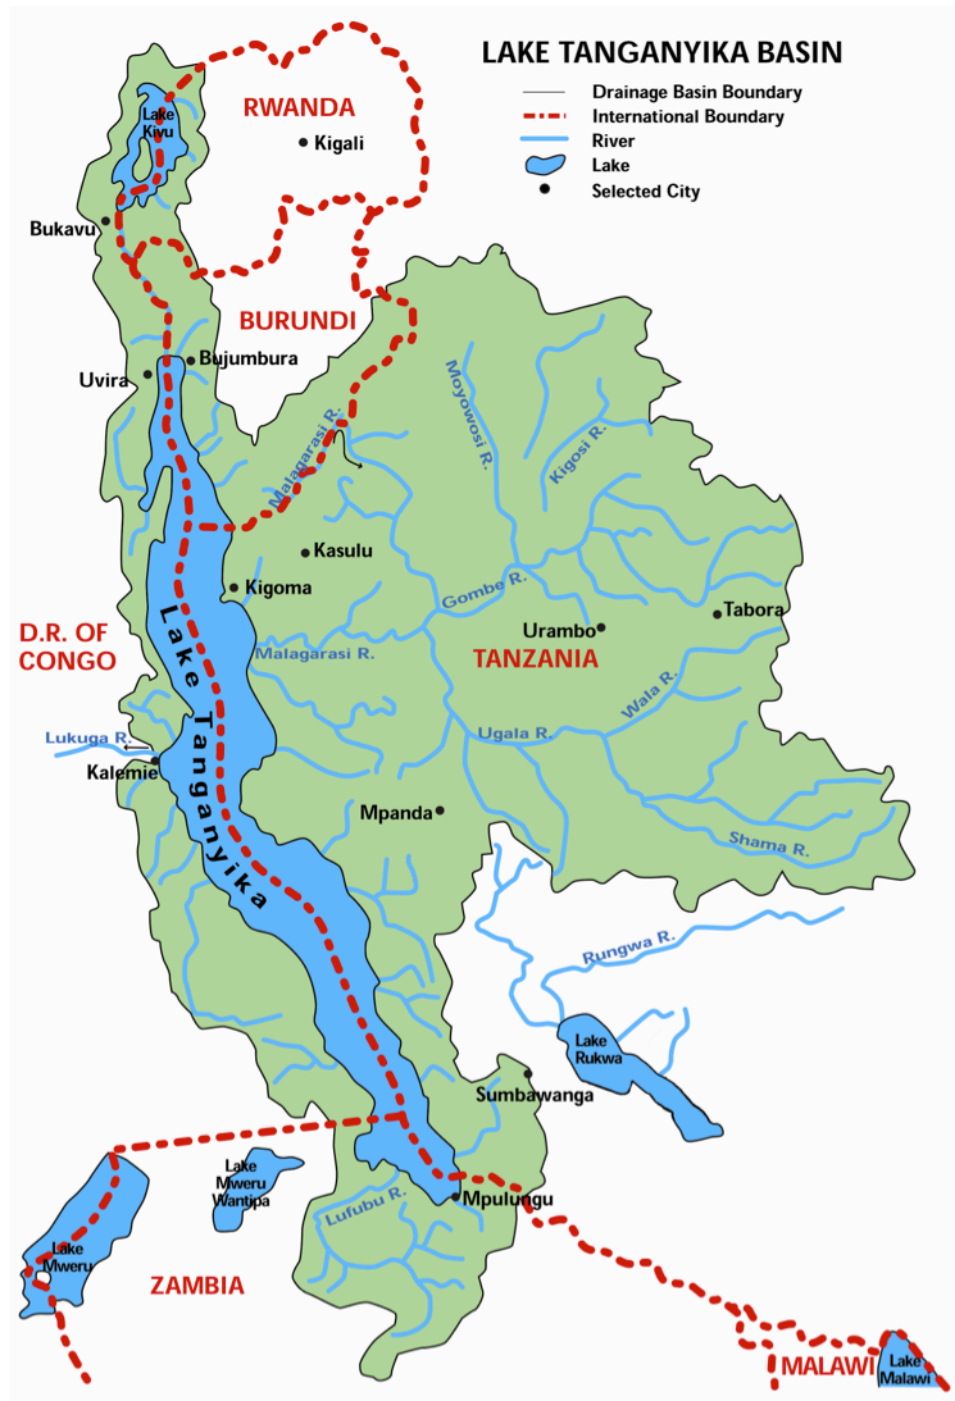 LAKE TANGANYIKA BASIN
Drainage Basin Boundary
International Boundary
River
Lake
Selected City
RWANDA
Kigali
Lake
Kivu
Bukavu
BURUNDI
Bujumbura
Uvira
Malagarasi R.
Moyowosi R.
Kigosi R.
Kasulu
Kigoma
Gombe R.
Tabora
Urambo
TANZANIA
D.R. OF
CONGO
Malagarasi R.
Lake Tanganyika
Wala R.
Ugala R.
Lukuga R.
Kalemie
Mpanda
Shama R.
Rungwa R.
Lake
Rukwa
Sumbawanga
Lake
Mweru
Wantipa
Mpulungu
Lufubu R.
Lake
Mweru
ZAMBIA
MALAWI
Lake
Malawi